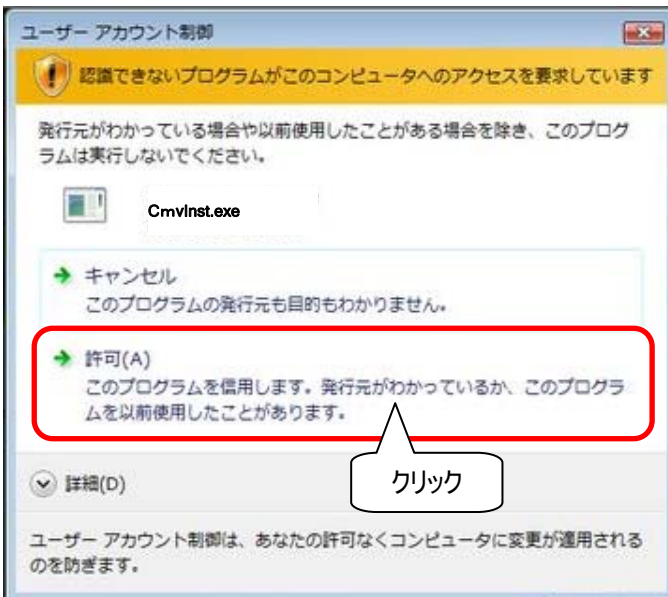 ユーザー アカウント制御
認識できないプログラムがこのコンピュータへのアクセスを要求しています
発行元がわかっている場合や以前使用したことがある場合を除き、このプログ
ラムは実行しないでください。
CmvInst.exe
キャンセル
このプログラムの発行元も目的もわかりません。
許可(A)
このプログラムを信用します。発行元がわかっているか、このプログラ
ムを以前使用したことがあります。
クリック
詳細(D)
ユーザー アカウント制御は、あなたの許可なくコンピュータに変更が適用される
のを防ぎます。